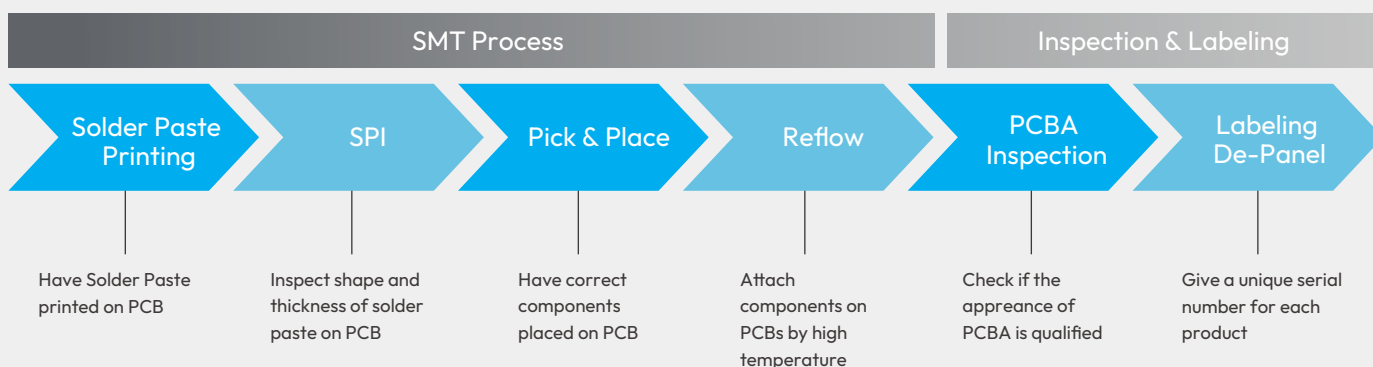 SMT Process
Inspection & Labeling
Solder Paste
Printing
SPI
Pick & Place
Reflow
PCBA
Inspection
Labeling
De-Panel
Have Solder Paste
printed on PCB
Inspect shape and
thickness of solder
paste on PCB
Have correct
components
placed on PCB
Attach
components on
PCBs by high
temperature
Check if the
appreance of
PCBA is qualified
Give a unique serial
number for each
product